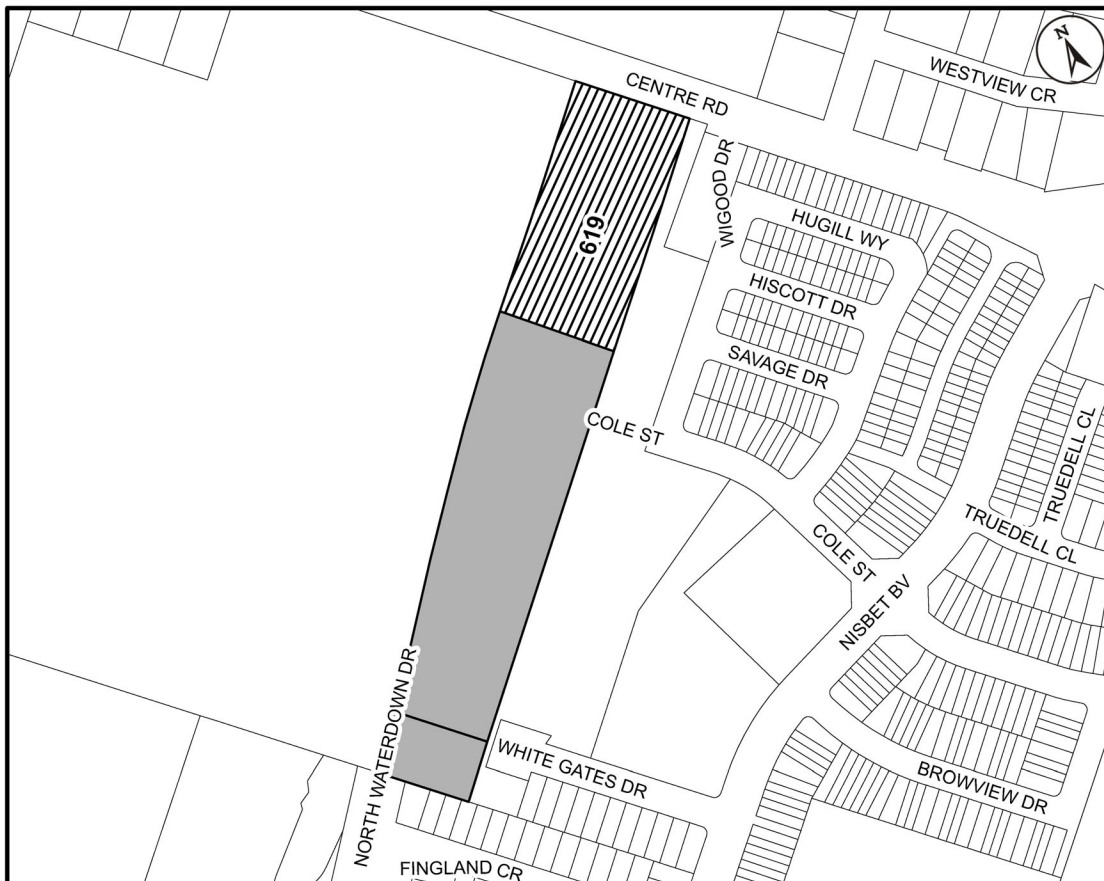 N
CENTRE RD
WESTVIEW CR
WIGOOD DR
619
HUGILL WY
HISCOTT DR
SAVAGE DR
COLE ST
TRUEDELL CL
TRUEDELL CL
COLE ST
NISBET BV
NORTH WATERDOWN DR
WHITE GATES DR
BROWVIEW DR
FINGLAND CR